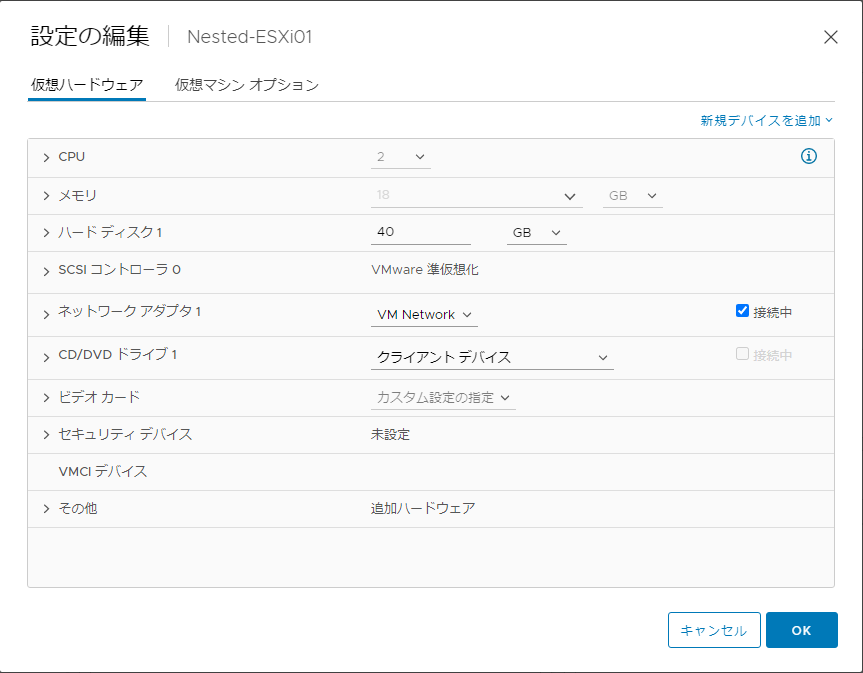 設定の編集 Nested-ESXi01
仮想ハードウェア 仮想マシン オプション
新規デバイスを追加
CPU 2
メモリ 18 GB
ハード ディスク 1 40 GB
SCSI コントローラ 0 VMware 準仮想化
ネットワーク アダプタ 1 VM Network 接続中
CD/DVD ドライブ 1 クライアント デバイス 接続中
ビデオ カード カスタム設定の指定
セキュリティ デバイス 未設定
VMCI デバイス
その他 追加ハードウェア
キャンセル OK